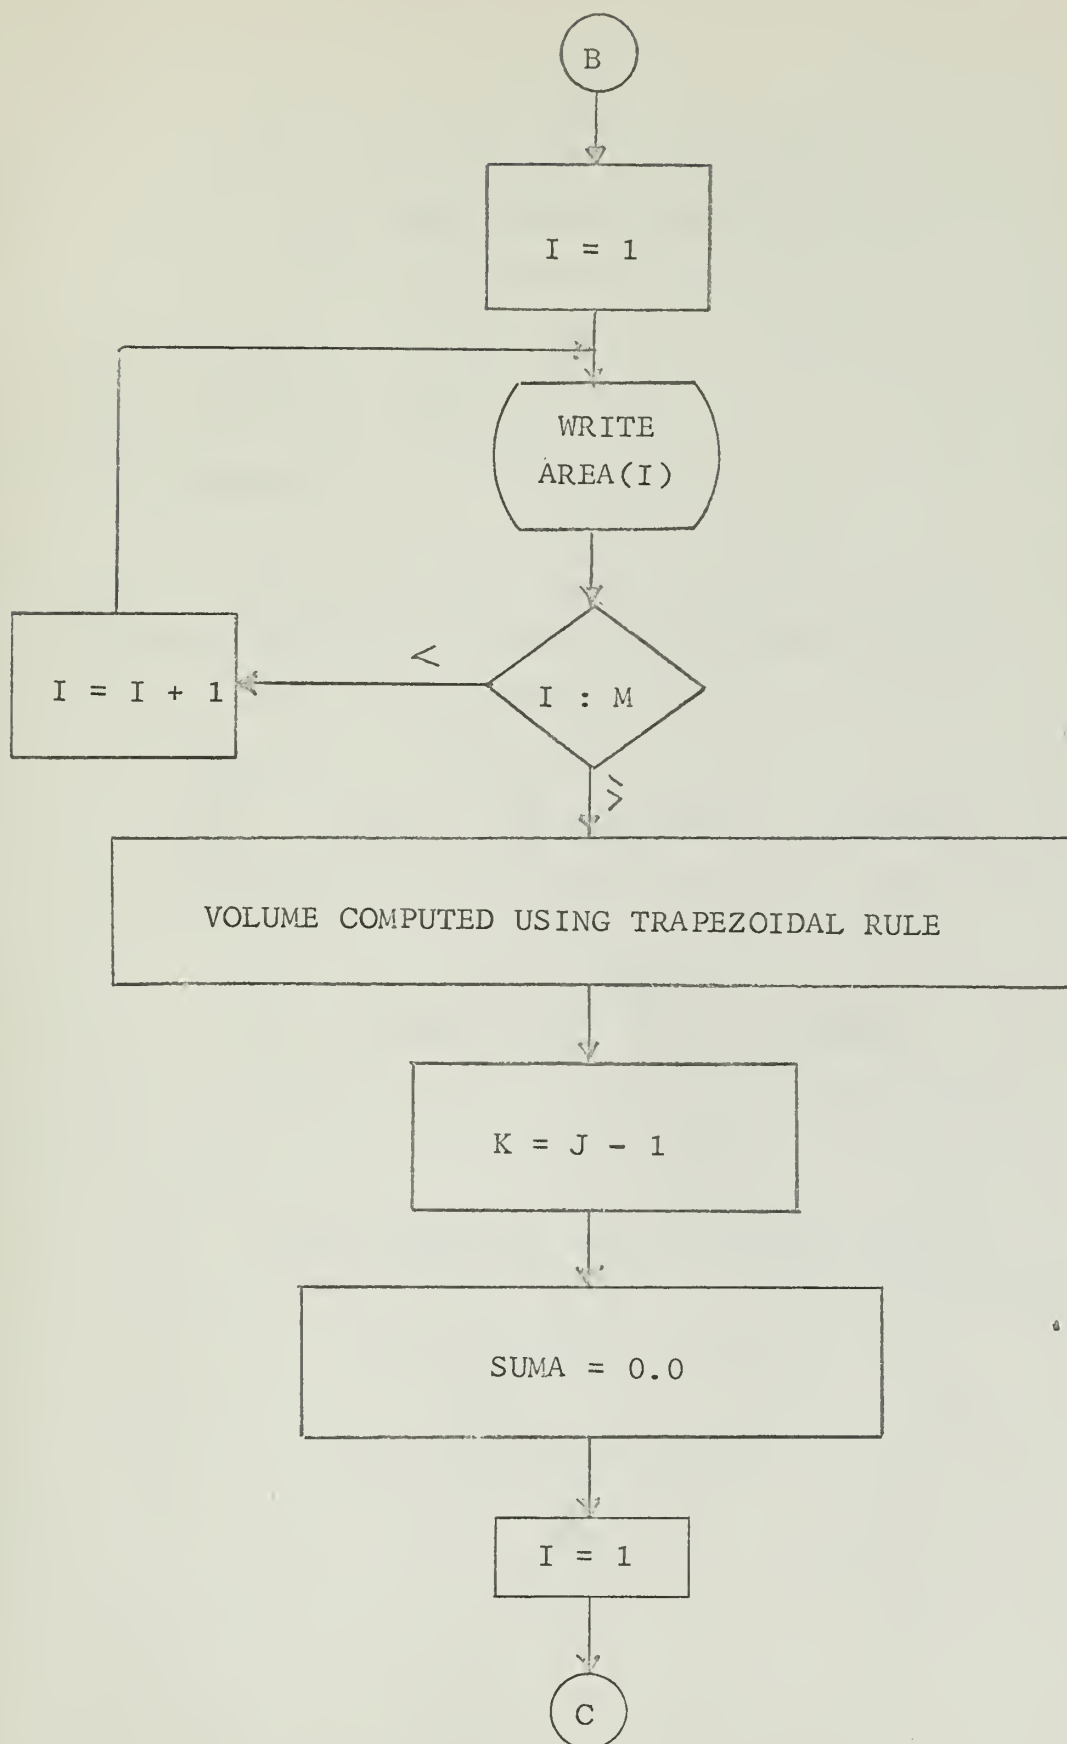 B
I = 1
WRITE
AREA(I)
<
I = I + 1
I : M
≥
VOLUME COMPUTED USING TRAPEZOIDAL RULE
K = J - 1
SUMA = 0.0
I = 1
C